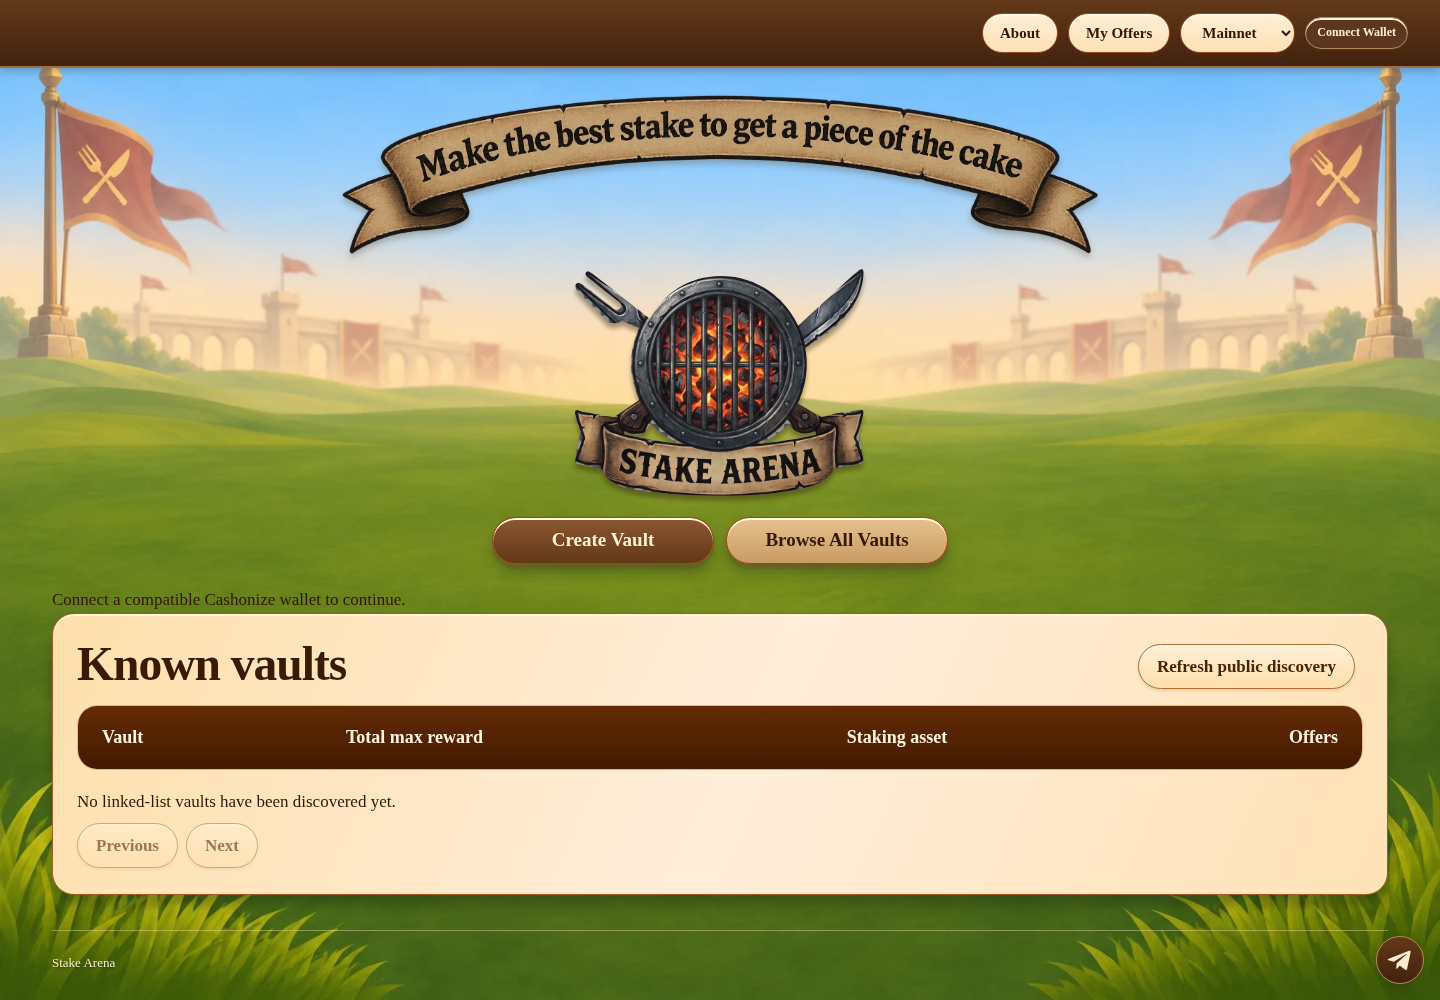 About
My Offers
Mainnet
Connect Wallet
Make the best stake to get a piece of the cake
STAKE ARENA
Create Vault
Browse All Vaults
Connect a compatible Cashonize wallet to continue.
Known vaults
Refresh public discovery
Vault
Total max reward
Staking asset
Offers
No linked-list vaults have been discovered yet.
Previous
Next
Stake Arena